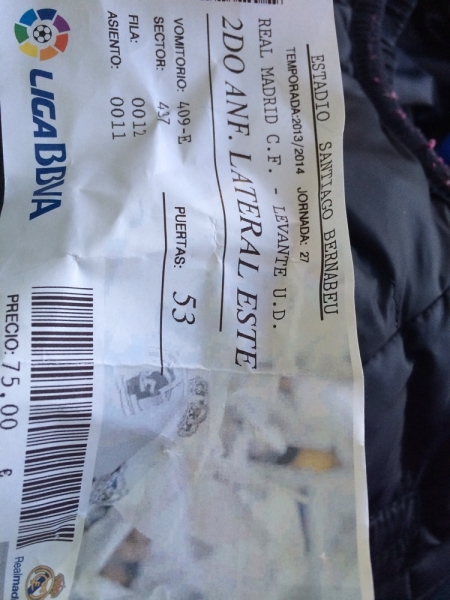 ESTADIO SANTIAGO BERNABEU
TEMPORADA:2013/2014 JORNADA: 27
REAL MADRID C.F. - LEVANTE U.D.
2DO ANF. LATERAL ESTE
VOMITORIO: 409-E PUERTAS: 53
SECTOR: 437
FILA: 0012
ASIENTO: 0011
LIGA BBVA
PRECIO: 75,00 €
Realmad